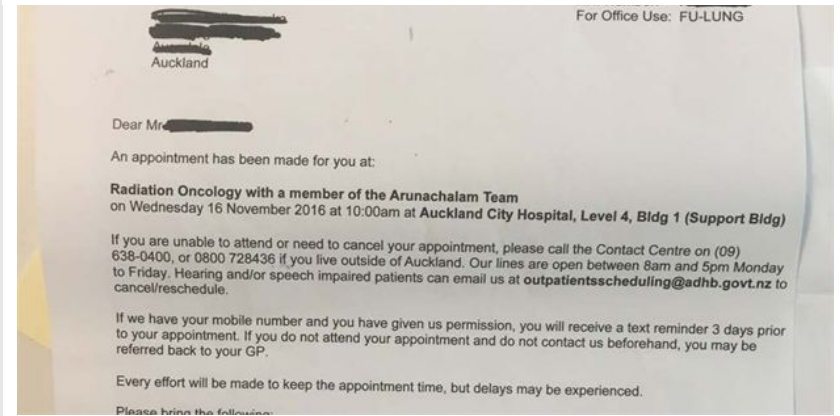 For Office Use: FU-LUNG
Auckland
Dear Mr
An appointment has been made for you at:
Radiation Oncology with a member of the Arunachalam Team
on Wednesday 16 November 2016 at 10:00am at Auckland City Hospital, Level 4, Bldg 1 (Support Bldg)
If you are unable to attend or need to cancel your appointment, please call the Contact Centre on (09)
638-0400, or 0800 728436 if you live outside of Auckland. Our lines are open between 8am and 5pm Monday
to Friday. Hearing and/or speech impaired patients can email us at outpatientsscheduling@adhb.govt.nz to
cancel/reschedule.
If we have your mobile number and you have given us permission, you will receive a text reminder 3 days prior
to your appointment. If you do not attend your appointment and do not contact us beforehand, you may be
referred back to your GP.
Every effort will be made to keep the appointment time, but delays may be experienced.
Please bring the following: